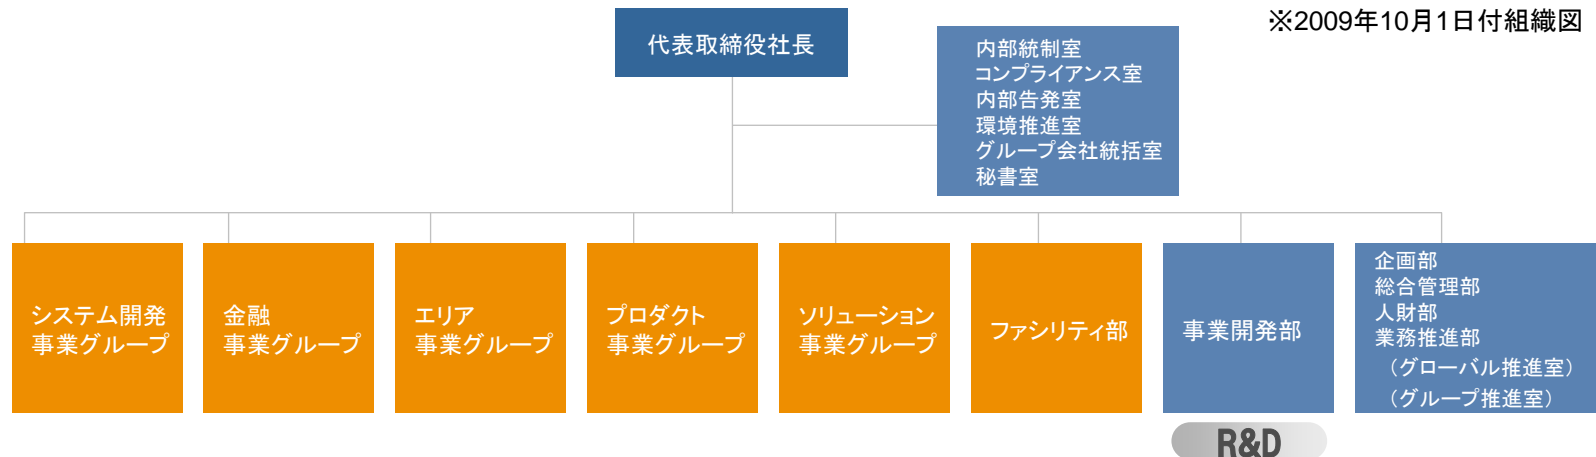 ※2009年10月1日付組織図
代表取締役社長
内部統制室
コンプライアンス室
内部告発室
環境推進室
グループ会社統括室
秘書室
システム開発
事業グループ
金融
事業グループ
エリア
事業グループ
プロダクト
事業グループ
ソリューション
事業グループ
ファシリティ部
事業開発部
企画部
総合管理部
人財部
業務推進部
（グローバル推進室）
（グループ推進室）
R&D